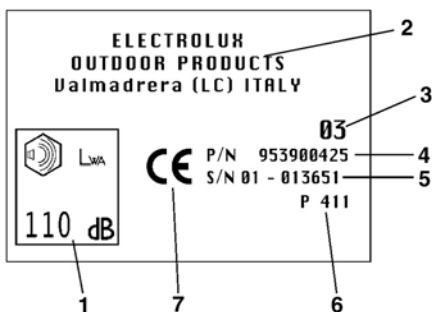 ELECTROLUX
OUTDOOR PRODUCTS
Valmadrera (LC) ITALY
2
03
3
LWA
CE
P/N 953900425
4
S/N 01 - 013651
5
P 411
110 dB
1
7
6